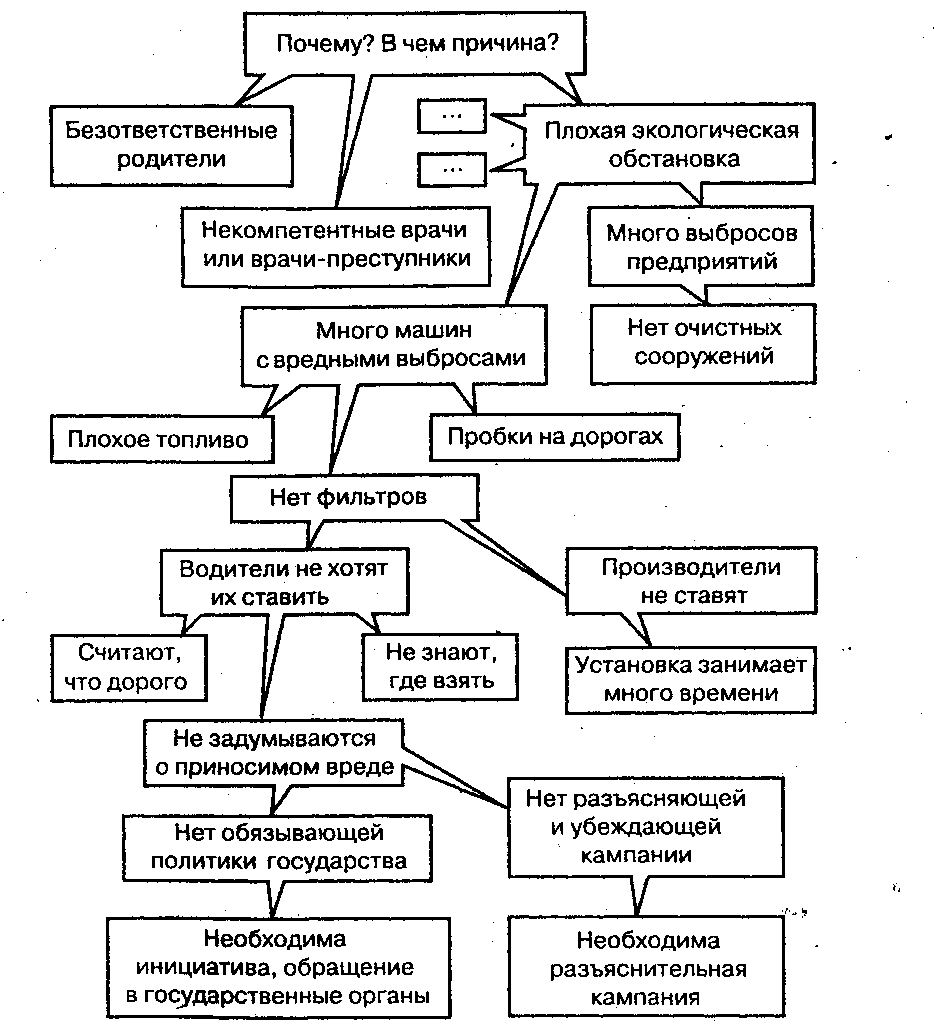 Почему? В чем причина?
Безответственные
родители
...
...
Плохая экологическая
обстановка
Некомпетентные врачи
или врачи-преступники
Много выбросов
предприятий
Много машин
с вредными выбросами
Нет очистных
сооружений
Плохое топливо
Пробки на дорогах
Нет фильтров
Водители не хотят
их ставить
Производители
не ставят
Считают,
что дорого
Не знают,
где взять
Установка занимает
много времени
Не задумываются
о приносимом вреде
Нет разъясняющей
и убеждающей
кампании
Нет обязывающей
политики государства
Необходима
инициатива, обращение
в государственные органы
Необходима
разъяснительная
кампания